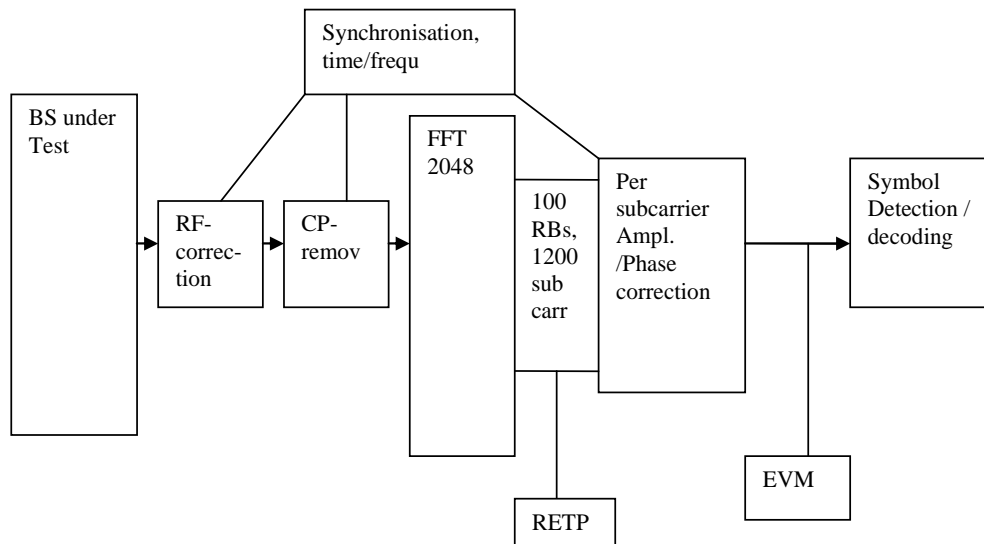 Synchronisation,
time/frequ
BS under
Test
FFT
2048
RF-
correc-
tion
CP-
remov
100
RBs,
1200
sub
carr
Per
subcarrier
Ampl.
/Phase
correction
Symbol
Detection /
decoding
EVM
RETP